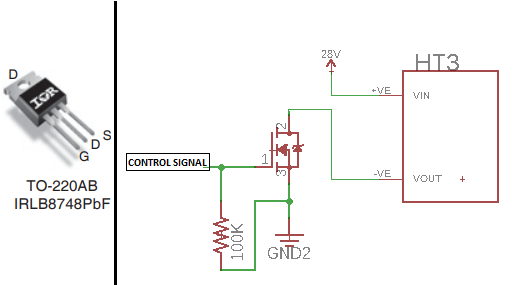 D
IOR
S
D
G
TO-220AB
IRLB8748PbF
CONTROL SIGNAL
1
2
3
100K
GND2
28V
HT3
+VE
VIN
-VE
VOUT
+